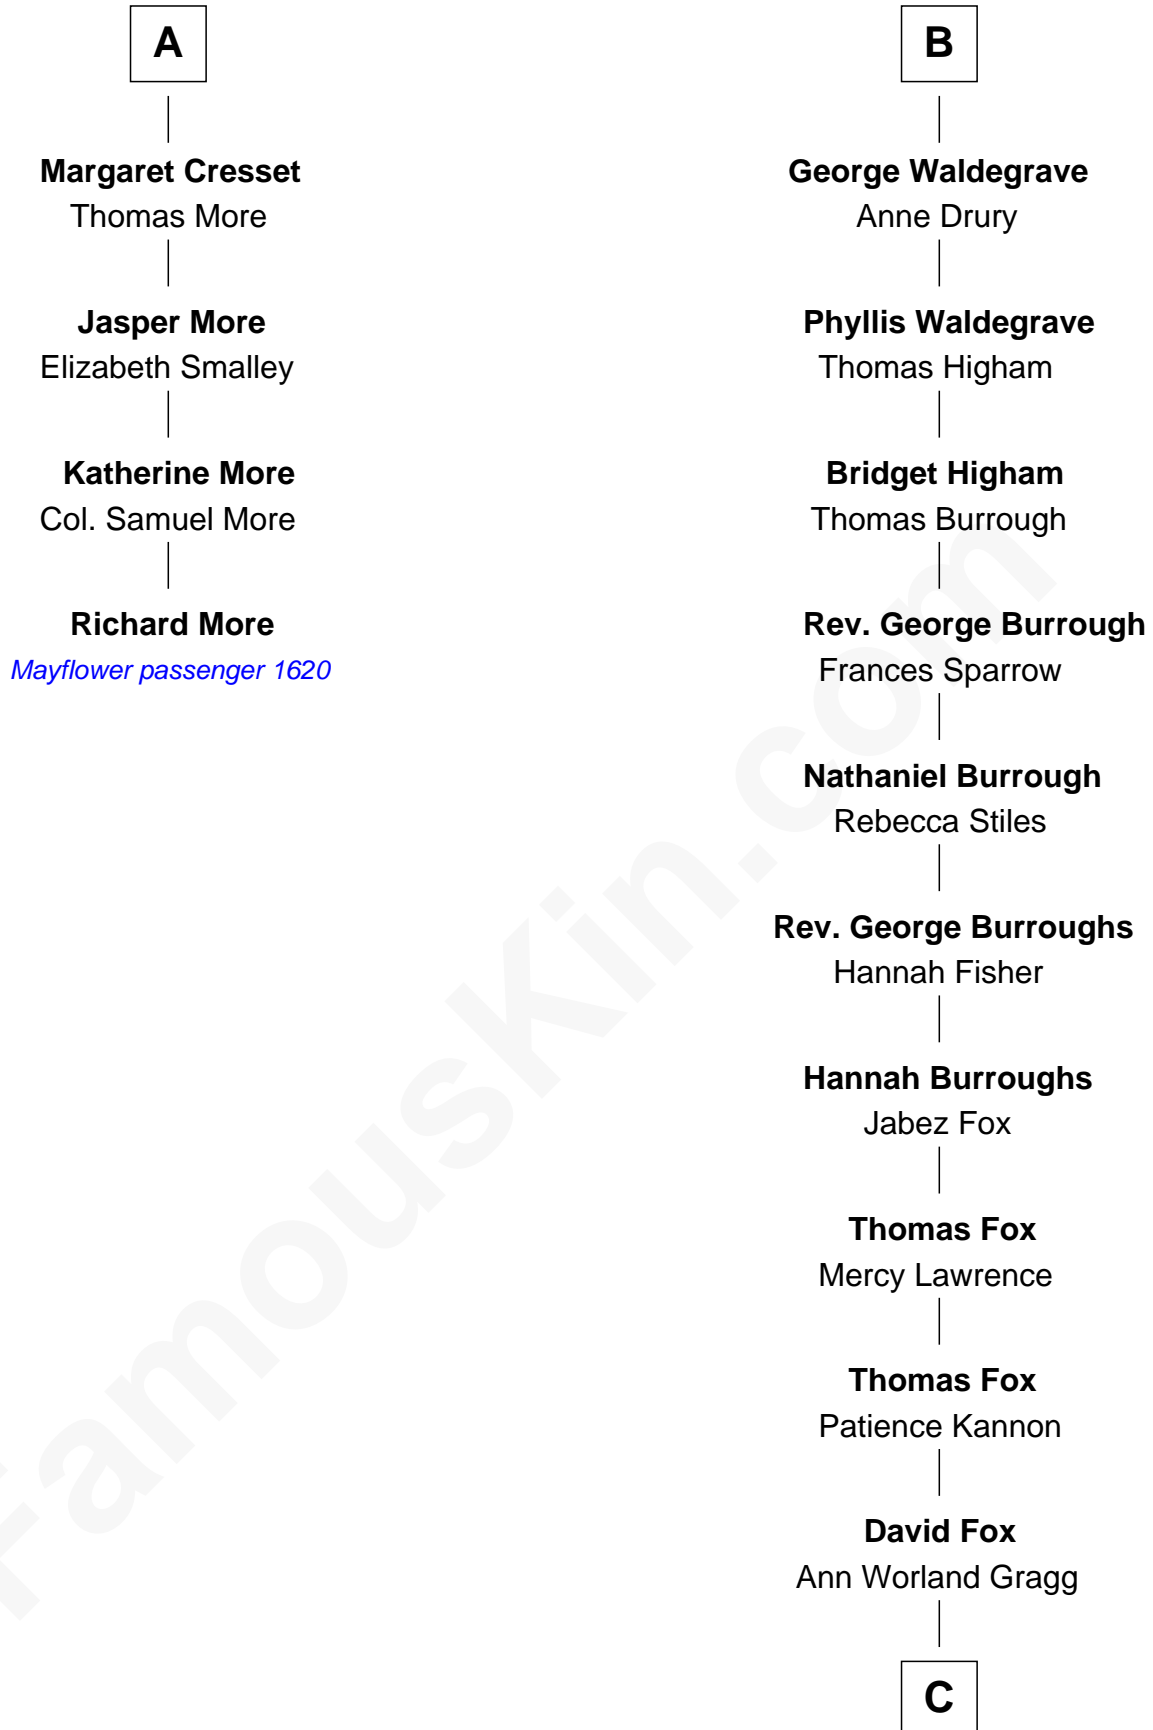 A
Margaret Cresset
Thomas More
Jasper More
Elizabeth Smalley
Katherine More
Col. Samuel More
Richard More
Mayflower passenger 1620
B
George Waldegrave
Anne Drury
Phyllis Waldegrave
Thomas Higham
Bridget Higham
Thomas Burrough
Rev. George Burrough
Frances Sparrow
Nathaniel Burrough
Rebecca Stiles
Rev. George Burroughs
Hannah Fisher
Hannah Burroughs
Jabez Fox
Thomas Fox
Mercy Lawrence
Thomas Fox
Patience Kannon
David Fox
Ann Worland Gragg
C
FamousKin.com